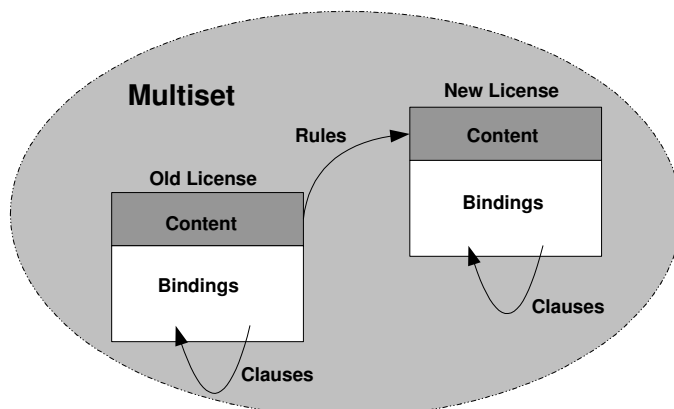 Multiset
New License
Content
Bindings
Clauses
Rules
Old License
Content
Bindings
Clauses